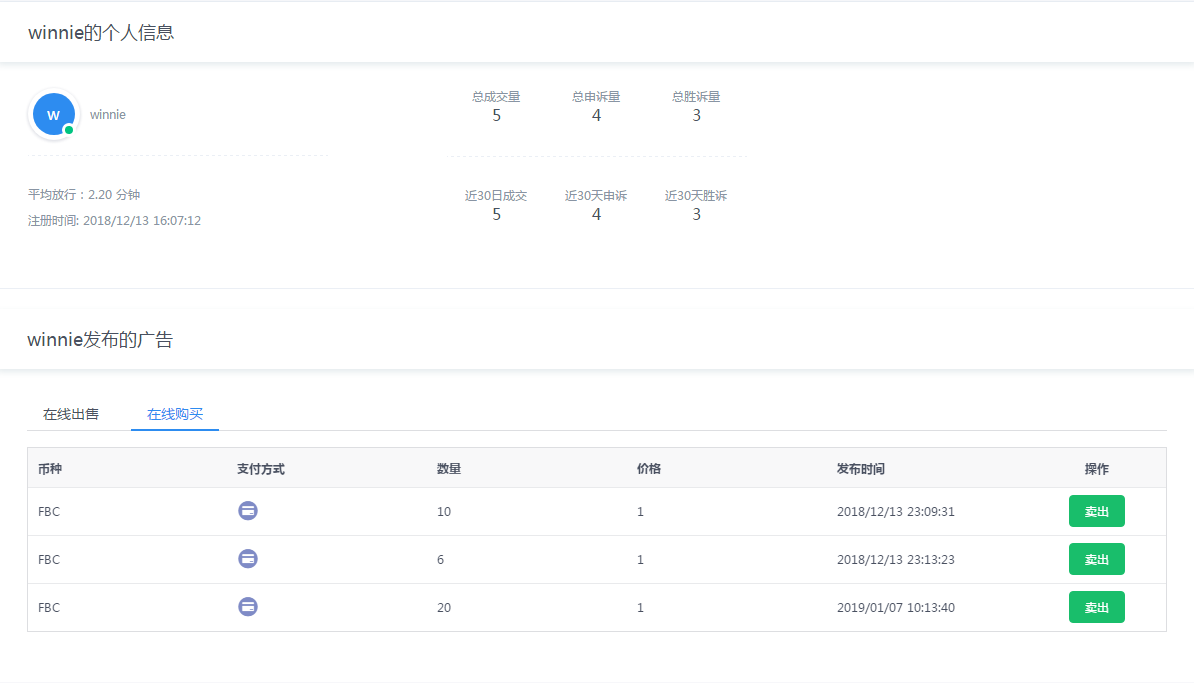 winnie的个人信息
W
winnie
总成交量 总申诉量 总胜诉量
5 4 3
平均放行：2.20 分钟
注册时间: 2018/12/13 16:07:12
近30日成交 近30天申诉 近30天胜诉
5 4 3
winnie发布的广告
在线出售 在线购买
币种 支付方式 数量 价格 发布时间 操作
FBC 10 1 2018/12/13 23:09:31 卖出
FBC 6 1 2018/12/13 23:13:23 卖出
FBC 20 1 2019/01/07 10:13:40 卖出